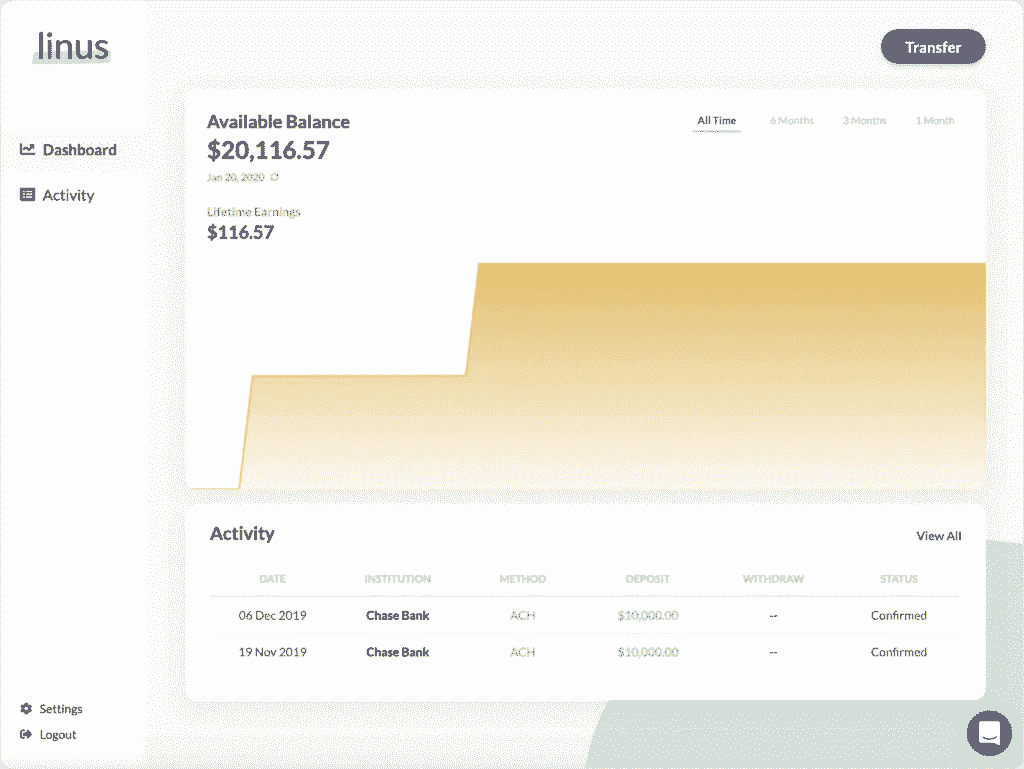 linus
Transfer
Dashboard
Activity
Available Balance
$20,116.57
Jan 20, 2020
Lifetime Earnings
$116.57
All Time 6 Months 3 Months 1 Month
Activity
View All
DATE INSTITUTION METHOD DEPOSIT WITHDRAW STATUS
06 Dec 2019 Chase Bank ACH $10,000.00 -- Confirmed
19 Nov 2019 Chase Bank ACH $10,000.00 -- Confirmed
Settings
Logout